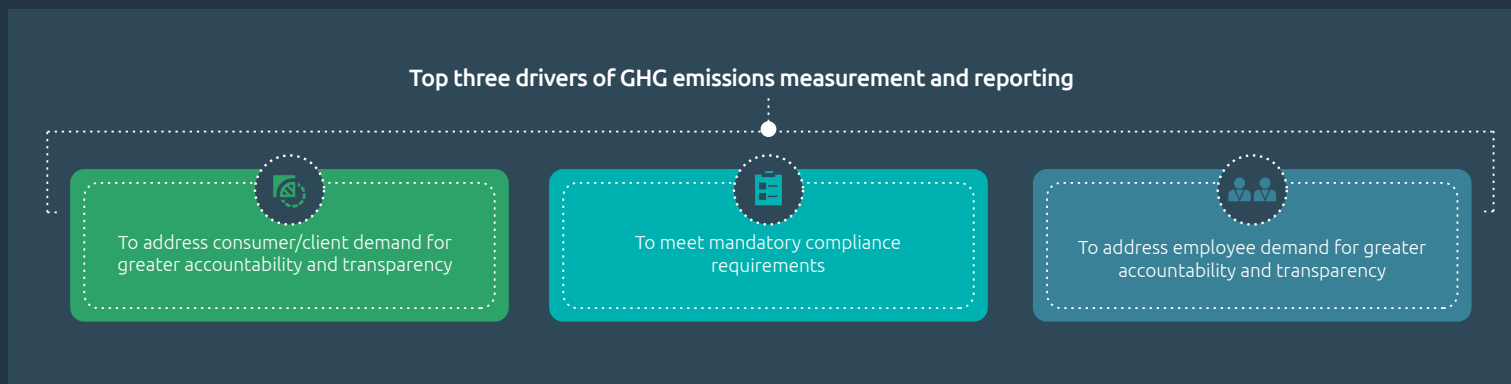 Top three drivers of GHG emissions measurement and reporting
To address consumer/client demand for
greater accountability and transparency
To meet mandatory compliance
requirements
To address employee demand for greater
accountability and transparency